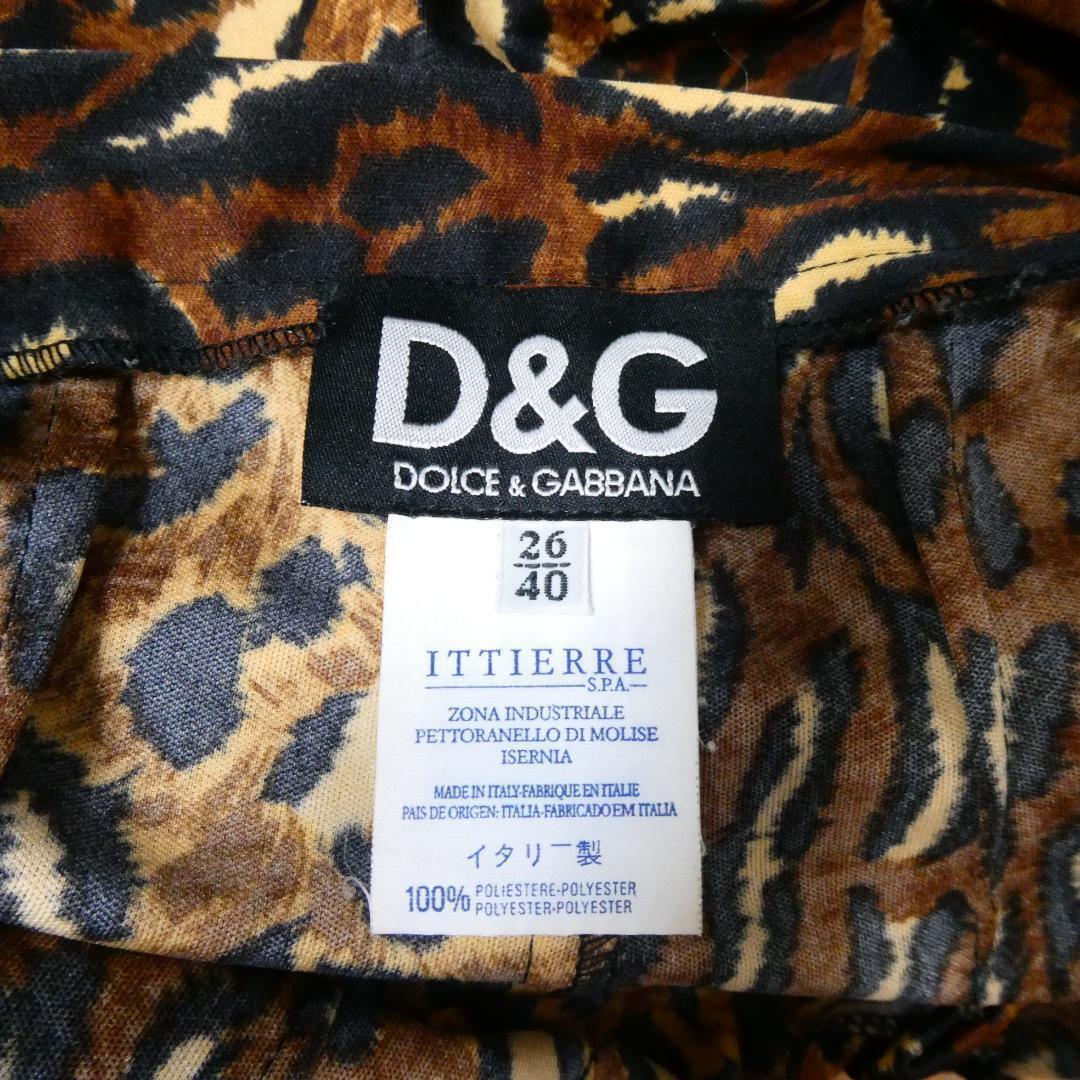 D&G
DOLCE & GABBANA
26
40
ITTIERRE
S.P.A.
ZONA INDUSTRIALE
PETTORANELLO DI MOLISE
ISERNIA
MADE IN ITALY-FABRIQUE EN ITALIE
PAIS DE ORIGEN: ITALIA-FABRICADO EM ITALIA
イタリー製
100% POLIESTERE-POLYESTER
POLYESTER-POLYESTER